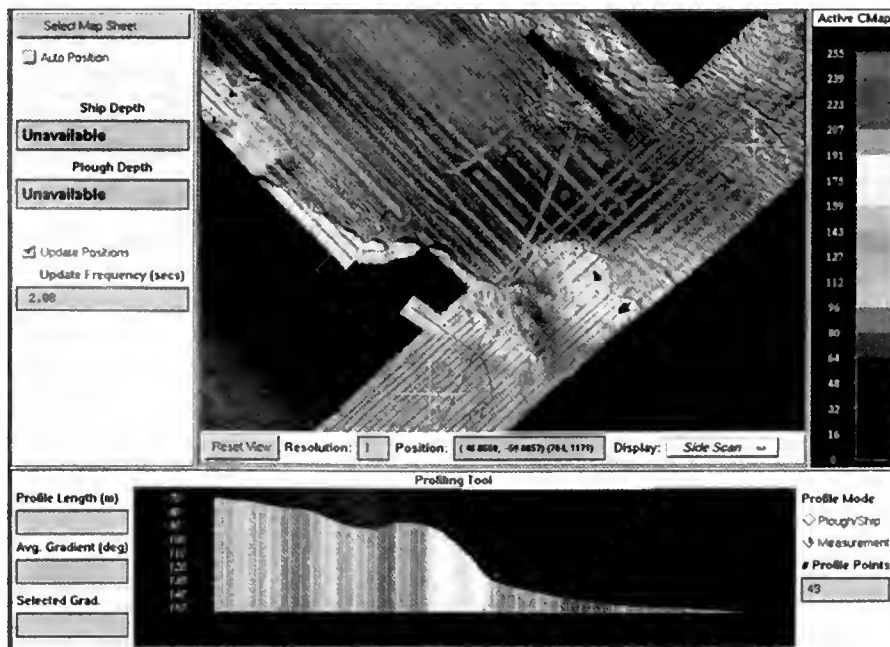 Select Map Sheet
Auto Position
Ship Depth
Unavailable
Plough Depth
Unavailable
Update Positions
Update Frequency (secs)
2.00
Active CMap
255
239
223
207
191
175
159
143
127
112
96
80
64
48
32
16
0
Reset View Resolution: 1 Position: Display: Side Scan
Profiling Tool
Profile Length (m)
Avg. Gradient (deg)
Selected Grad.
Profile Mode
Plough/Ship
Measurement
# Profile Points